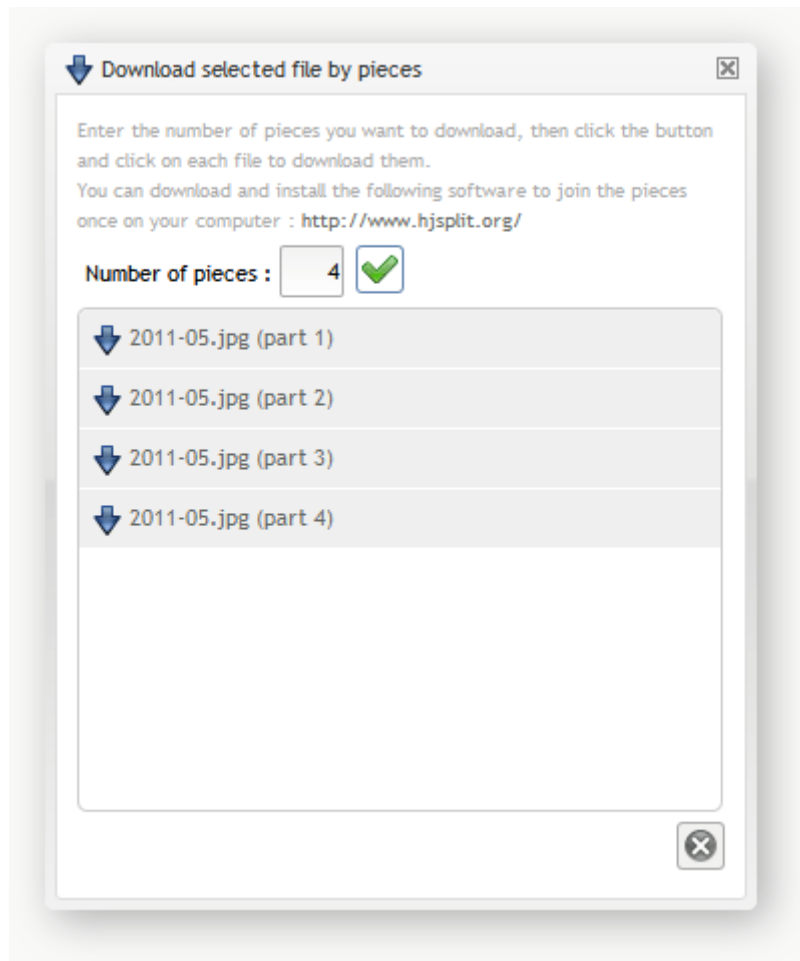 Download selected file by pieces
Enter the number of pieces you want to download, then click the button
and click on each file to download them.
You can download and install the following software to join the pieces
once on your computer : http://www.hjsplit.org/
Number of pieces : 4
2011-05.jpg (part 1)
2011-05.jpg (part 2)
2011-05.jpg (part 3)
2011-05.jpg (part 4)